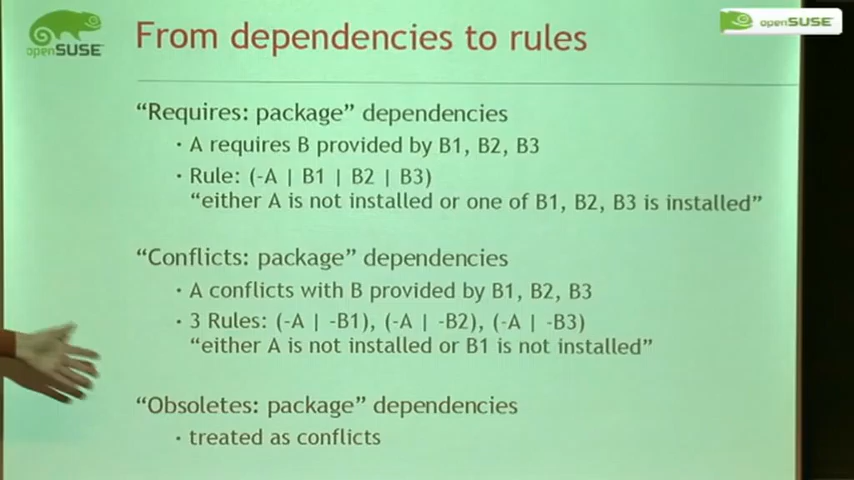 openSUSE
From dependencies to rules
openSUSE
“Requires: package” dependencies
· A requires B provided by B1, B2, B3
· Rule: (-A | B1 | B2 | B3)
“either A is not installed or one of B1, B2, B3 is installed”
“Conflicts: package” dependencies
· A conflicts with B provided by B1, B2, B3
· 3 Rules: (-A | -B1), (-A | -B2), (-A | -B3)
“either A is not installed or B1 is not installed”
“Obsoletes: package” dependencies
· treated as conflicts